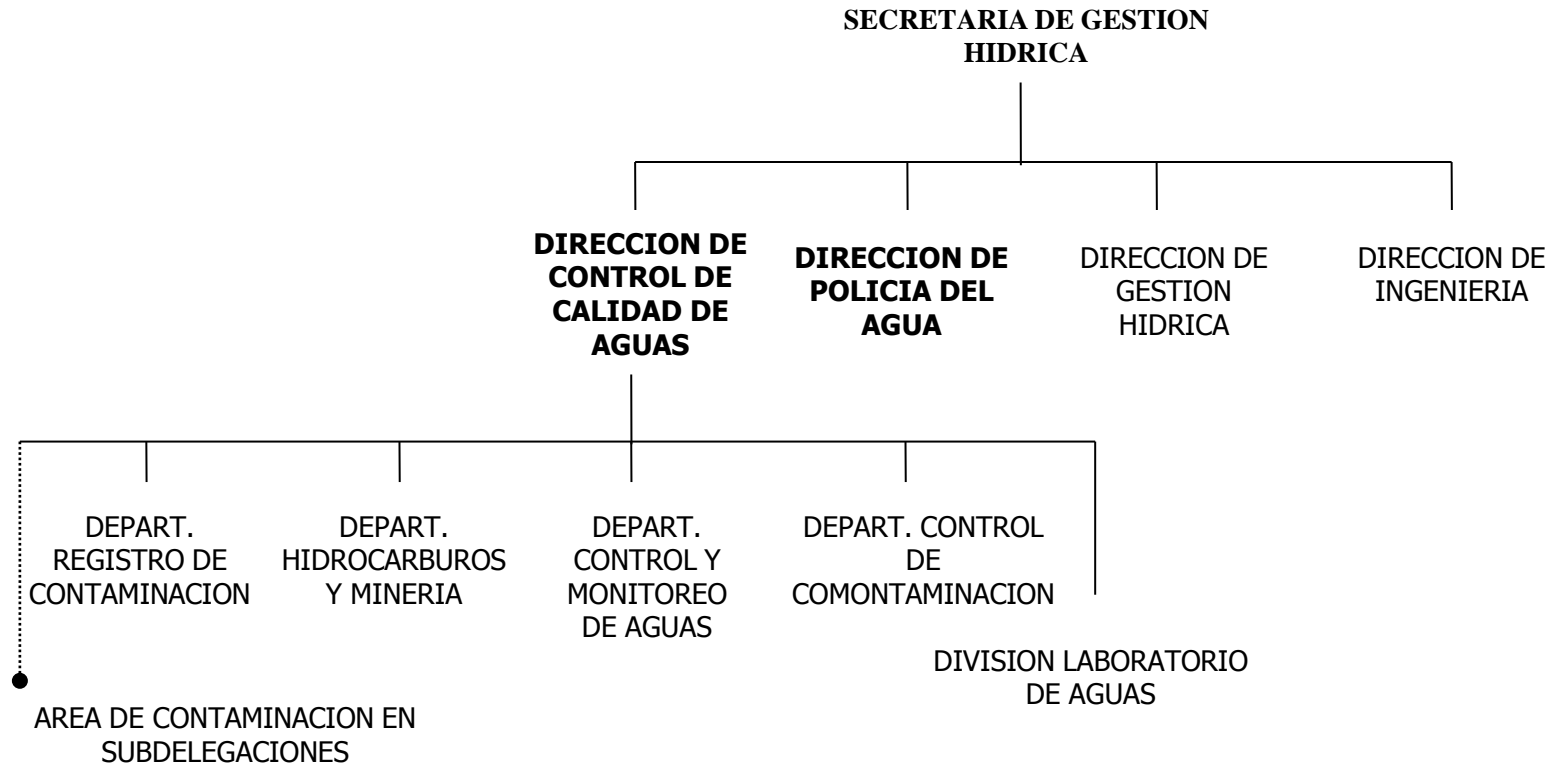 SECRETARIA DE GESTION
HIDRICA
DIRECCION DE
CONTROL DE
CALIDAD DE
AGUAS
DIRECCION DE
POLICIA DEL
AGUA
DIRECCION DE
GESTION
HIDRICA
DIRECCION DE
INGENIERIA
DEPART.
REGISTRO DE
CONTAMINACION
DEPART.
HIDROCARBUROS
Y MINERIA
DEPART.
CONTROL Y
MONITOREO
DE AGUAS
DEPART. CONTROL
DE
COMONTAMINACION
DIVISION LABORATORIO
DE AGUAS
AREA DE CONTAMINACION EN
SUBDELEGACIONES